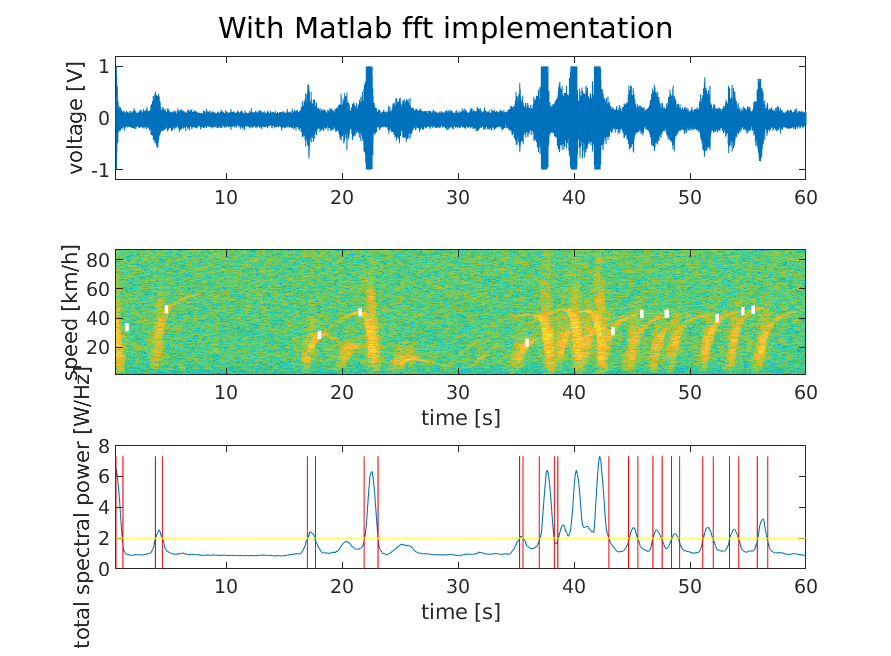 With Matlab fft implementation
voltage [V]
1
0
-1
10 20 30 40 50 60
speed [km/h]
80
60
40
20
10 20 30 40 50 60
time [s]
total spectral power [W/Hz]
8
6
4
2
0
10 20 30 40 50 60
time [s]